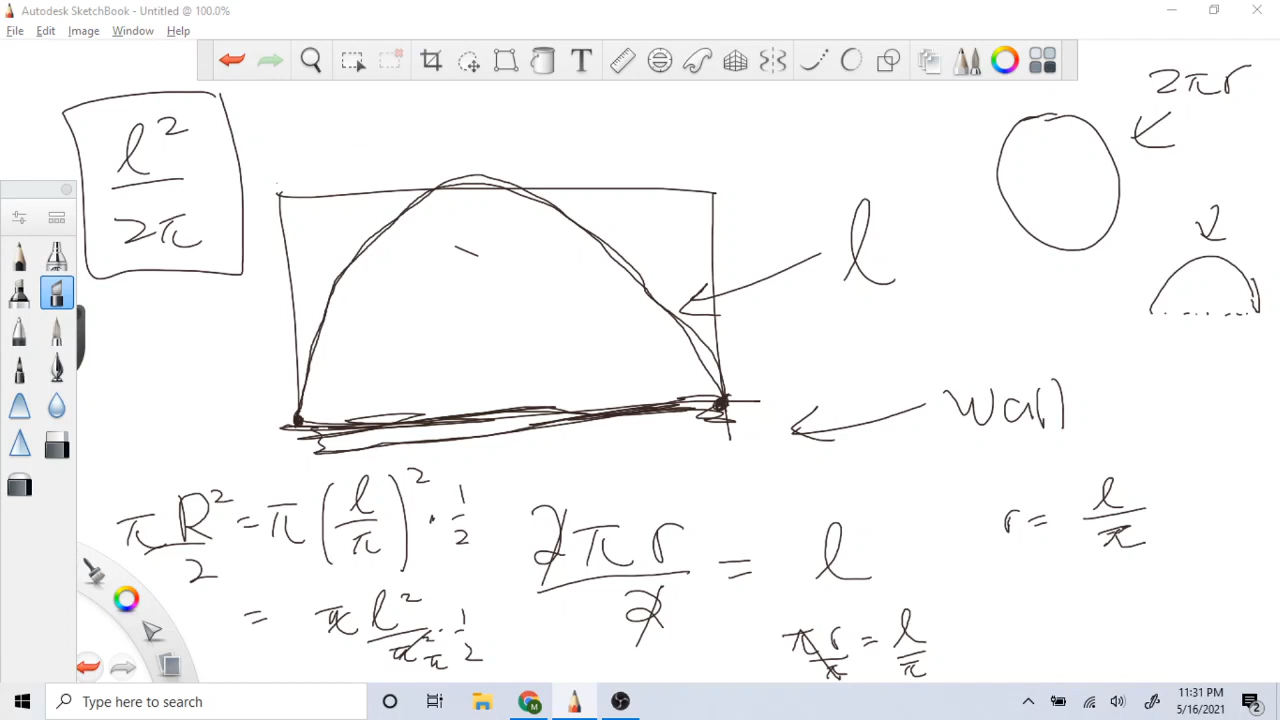 Autodesk SketchBook - Untitled @ 100.0%
File Edit Image Window Help
T
2πr
l²/2π
l
wall
πR²/2 = π(l/π)² · 1/2
= πl²/π² · 1/2
π
2πr/2 = l
r = l/π
πr/π = l/π
Type here to search
M
11:31 PM
5/16/2021
2